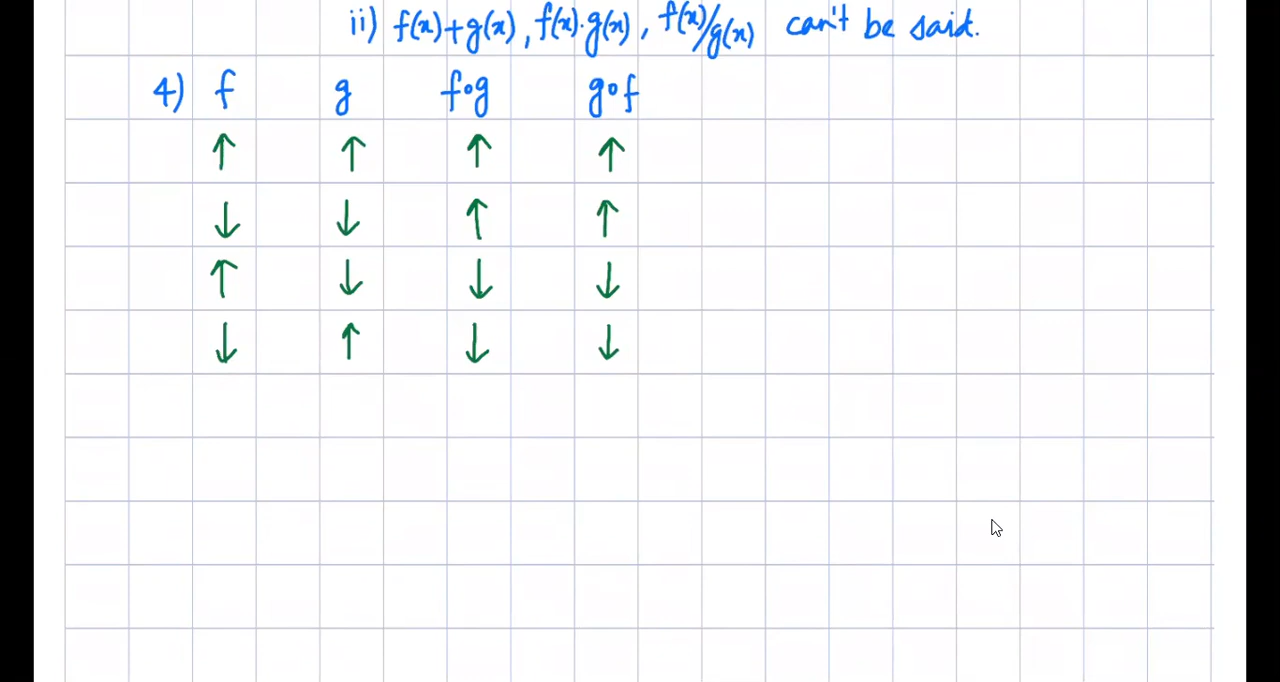 ii) f(x)+g(x), f(x)·g(x), f(x)/g(x) can't be said.
4) f g f∘g g∘f
↑ ↑ ↑ ↑
↓ ↓ ↑ ↑
↑ ↓ ↓ ↓
↓ ↑ ↓ ↓